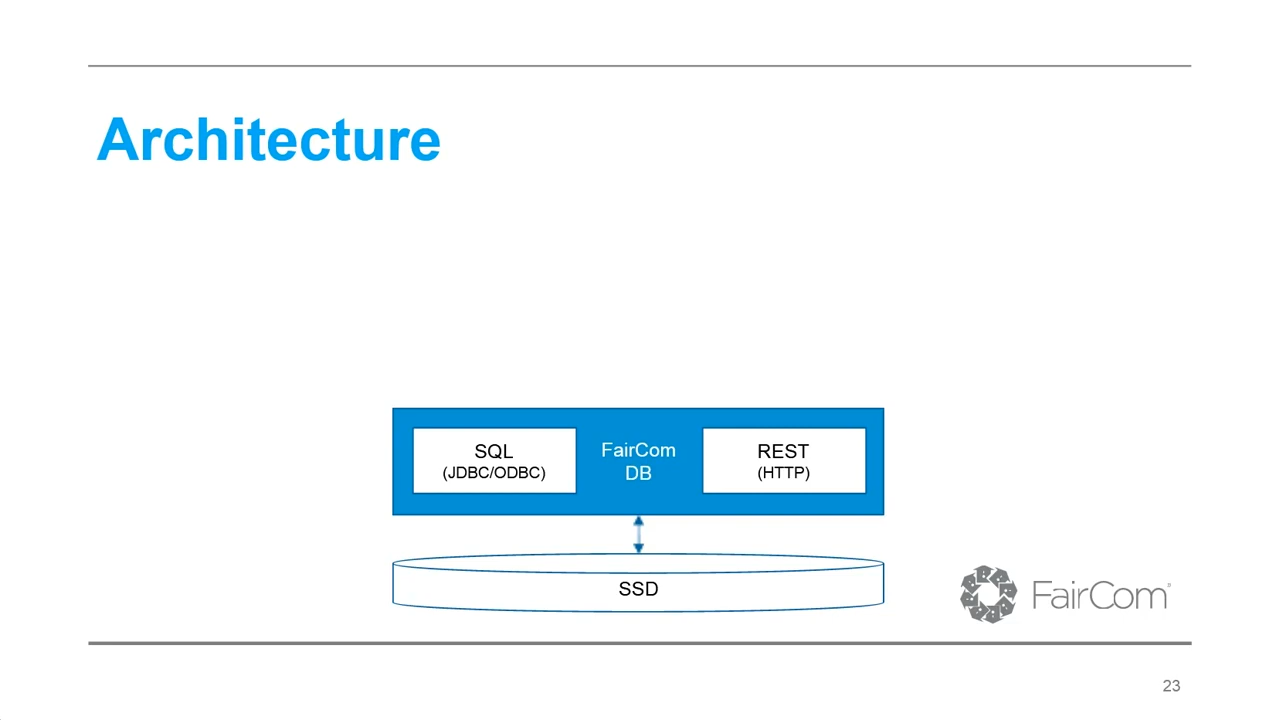 Architecture
SQL
(JDBC/ODBC)
FairCom
DB
REST
(HTTP)
SSD
FairCom®
23